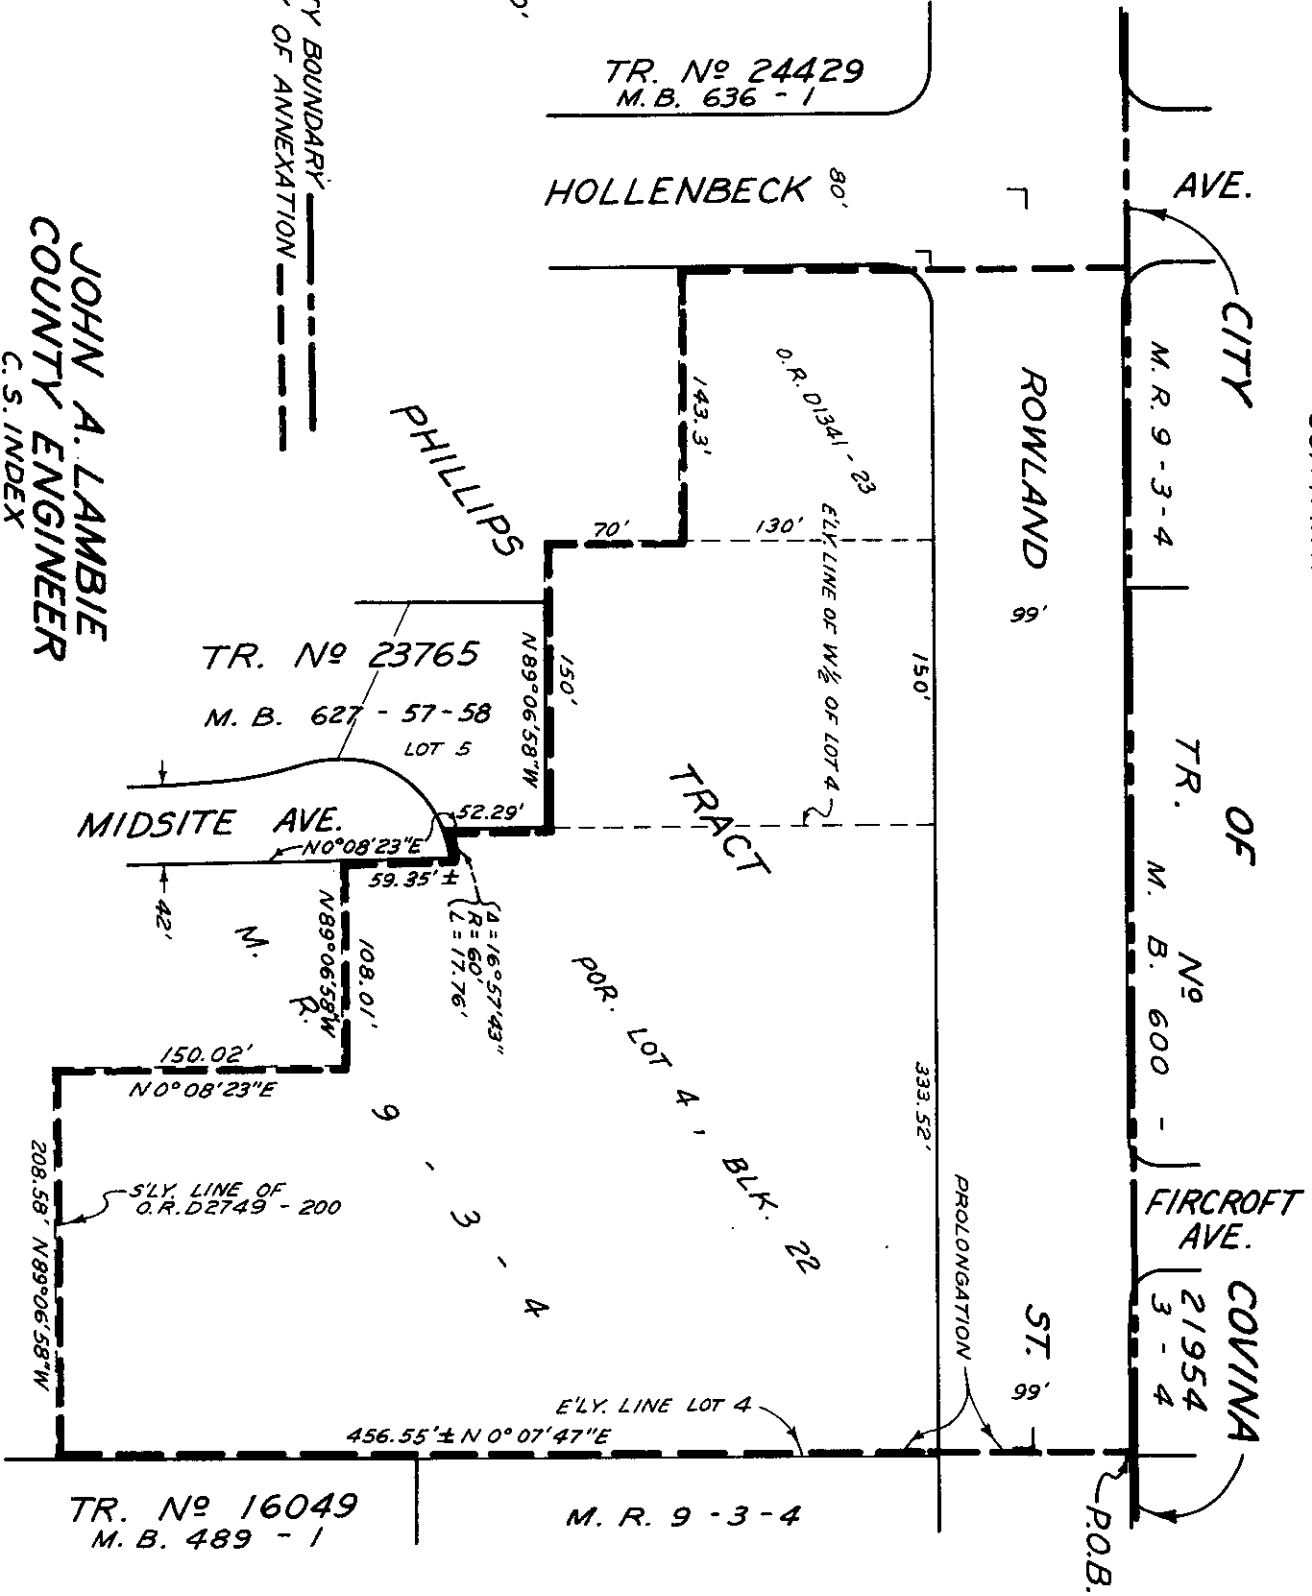 TR. Nº 24429
M.B. 636 - 1
HOLLENBECK
80'
AVE.
BOUNDARY
OF ANNEXATION
JOHN A. LAMBIE
COUNTY ENGINEER
C.S. INDEX
CITY
OF
COVINA
M.R. 9-3-4
ROWLAND
99'
ST.
99'
TR. Nº
21954
M. B. 600 -
3 - 4
FIRCROFT
AVE.
P.O.B.
PROLONGATION
O.R. D1341-23
143.3'
70'
130'
E'LY. LINE OF W.½ OF LOT 4
150'
333.52'
PHILLIPS
TRACT
150'
N89°06'58"W
TR. Nº 23765
M.B. 627-57-58
LOT 5
MIDSITE AVE.
52.29'
N0°08'23"E
59.35'±
Δ=16°57'43"
R=60'
L=17.76'
42'
108.01'
N89°06'58"W
M. R. 9 - 3 - 4
POR. LOT 4, BLK. 22
150.02'
N0°08'23"E
S'LY. LINE OF
O.R. D2749-200
208.58' N89°06'58"W
E'LY. LINE LOT 4
456.55'± N0°07'47"E
TR. Nº 16049
M.B. 489 - 1
M.R. 9-3-4